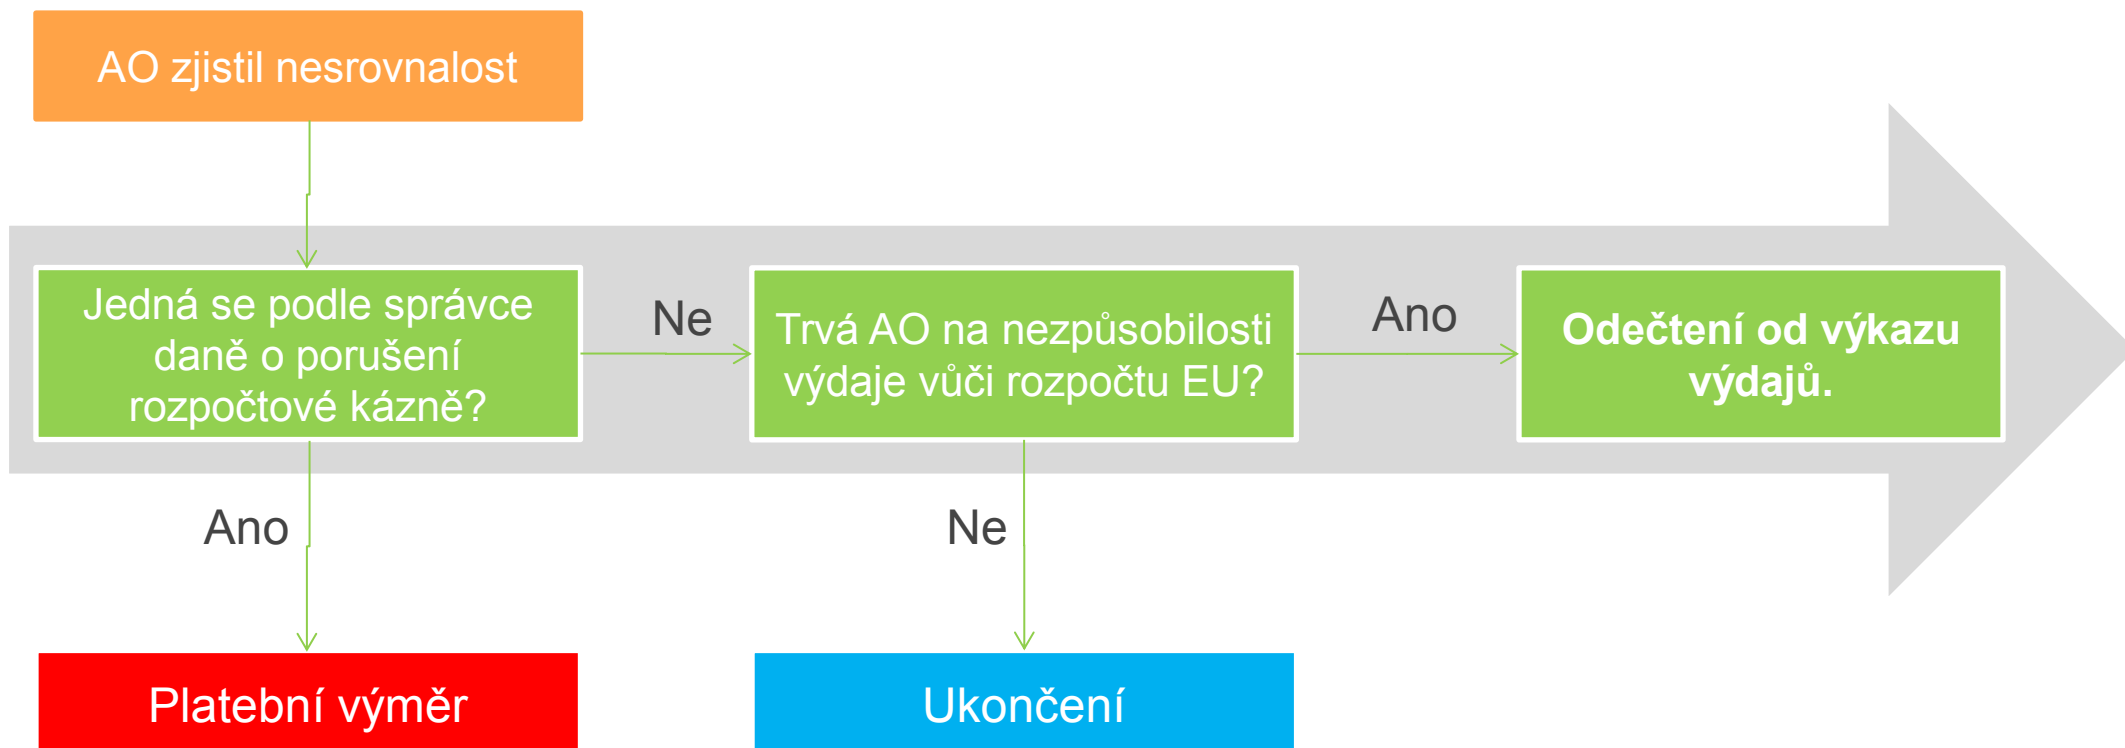 AO zjistil nesrovnalost
Jedná se podle správce
daně o porušení
rozpočtové kázně?
Ne
Trvá AO na nezpůsobilosti
výdaje vůči rozpočtu EU?
Ano
Odečtení od výkazu
výdajů.
Ano
Ne
Platební výměr
Ukončení